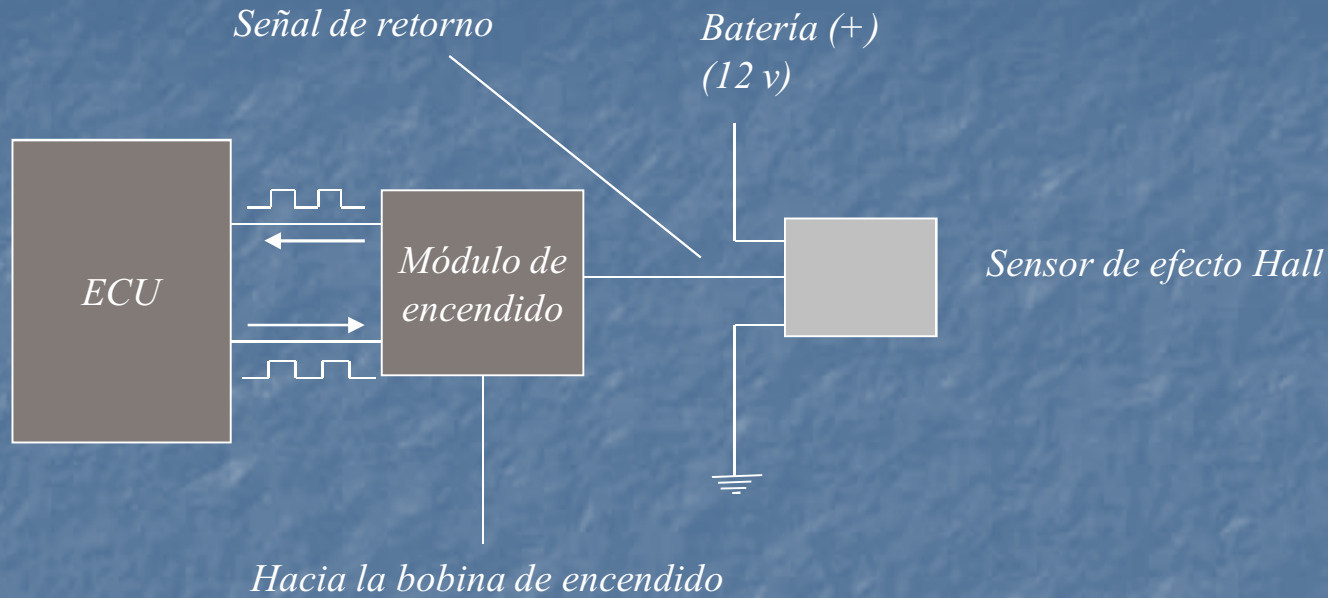 Señal de retorno
Batería (+)
(12 v)
ECU
Módulo de
encendido
Sensor de efecto Hall
Hacia la bobina de encendido